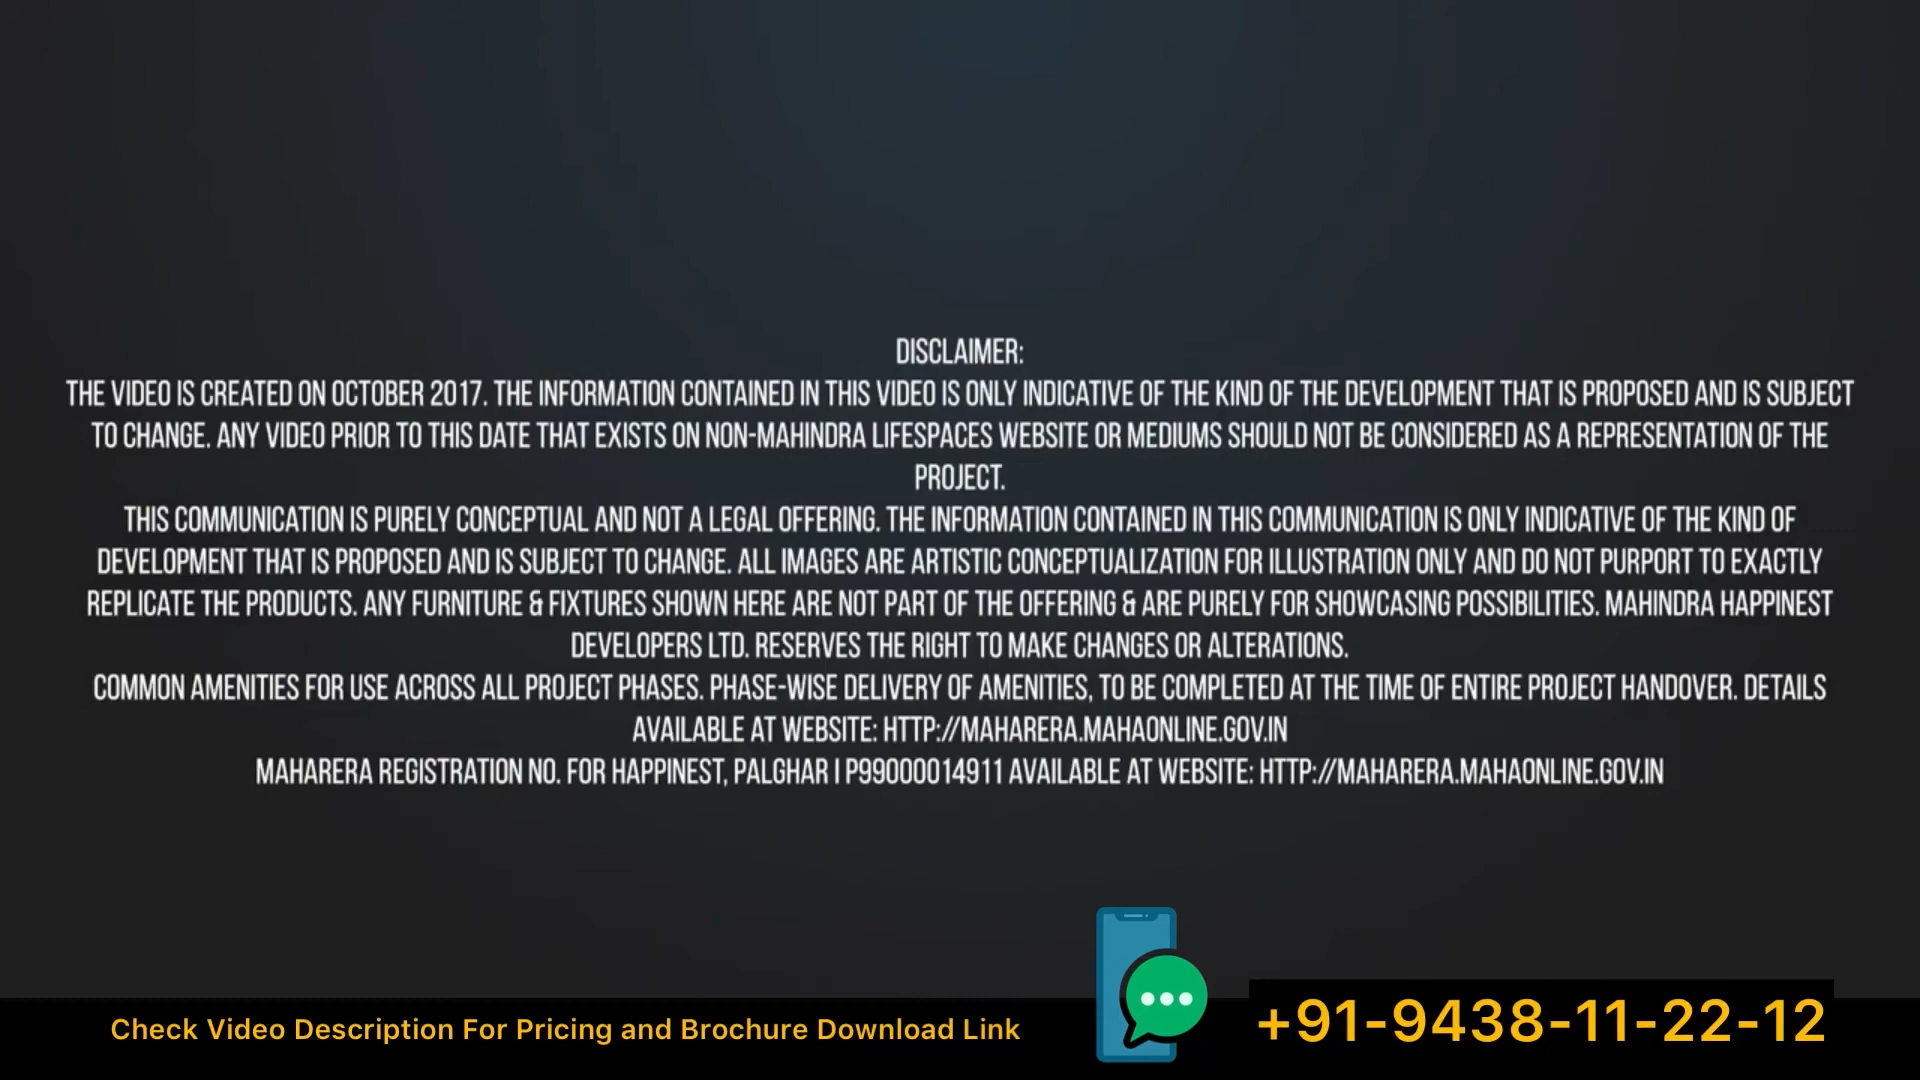 DISCLAIMER:
THE VIDEO IS CREATED ON OCTOBER 2017. THE INFORMATION CONTAINED IN THIS VIDEO IS ONLY INDICATIVE OF THE KIND OF THE DEVELOPMENT THAT IS PROPOSED AND IS SUBJECT
TO CHANGE. ANY VIDEO PRIOR TO THIS DATE THAT EXISTS ON NON-MAHINDRA LIFESPACES WEBSITE OR MEDIUMS SHOULD NOT BE CONSIDERED AS A REPRESENTATION OF THE
PROJECT.
THIS COMMUNICATION IS PURELY CONCEPTUAL AND NOT A LEGAL OFFERING. THE INFORMATION CONTAINED IN THIS COMMUNICATION IS ONLY INDICATIVE OF THE KIND OF
DEVELOPMENT THAT IS PROPOSED AND IS SUBJECT TO CHANGE. ALL IMAGES ARE ARTISTIC CONCEPTUALIZATION FOR ILLUSTRATION ONLY AND DO NOT PURPORT TO EXACTLY
REPLICATE THE PRODUCTS. ANY FURNITURE & FIXTURES SHOWN HERE ARE NOT PART OF THE OFFERING & ARE PURELY FOR SHOWCASING POSSIBILITIES. MAHINDRA HAPPINEST
DEVELOPERS LTD. RESERVES THE RIGHT TO MAKE CHANGES OR ALTERATIONS.
COMMON AMENITIES FOR USE ACROSS ALL PROJECT PHASES. PHASE-WISE DELIVERY OF AMENITIES, TO BE COMPLETED AT THE TIME OF ENTIRE PROJECT HANDOVER. DETAILS
AVAILABLE AT WEBSITE: HTTP://MAHARERA.MAHAONLINE.GOV.IN
MAHARERA REGISTRATION NO. FOR HAPPINEST, PALGHAR I P99000014911 AVAILABLE AT WEBSITE: HTTP://MAHARERA.MAHAONLINE.GOV.IN
Check Video Description For Pricing and Brochure Download Link
+91-9438-11-22-12